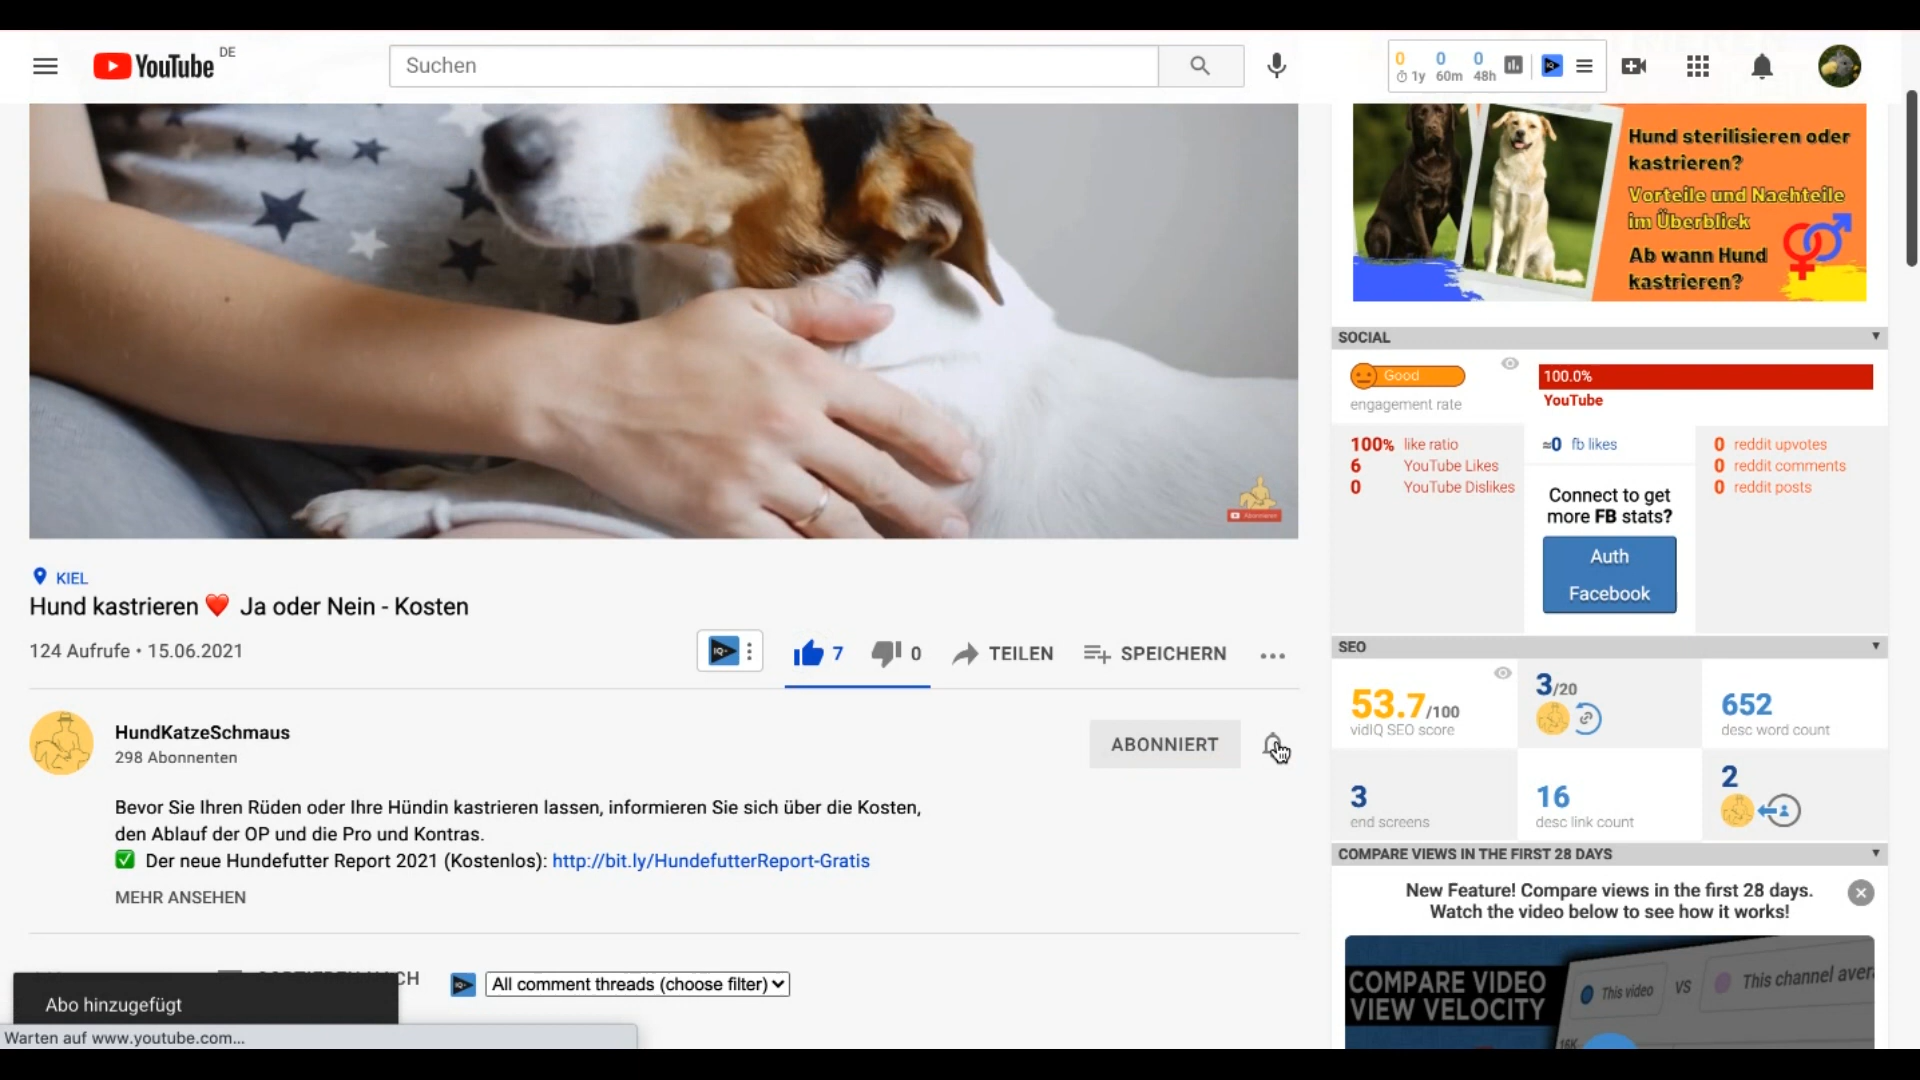 YouTube DE
Suchen
0 0 0
1y 60m 48h
Hund sterilisieren oder
kastrieren?
Vorteile und Nachteile
im Überblick
Ab wann Hund
kastrieren?
Abonnieren
KIEL
Hund kastrieren ❤️ Ja oder Nein - Kosten
124 Aufrufe • 15.06.2021
IQ
7
0
TEILEN
SPEICHERN
HundKatzeSchmaus
298 Abonnenten
ABONNIERT
Bevor Sie Ihren Rüden oder Ihre Hündin kastrieren lassen, informieren Sie sich über die Kosten,
den Ablauf der OP und die Pro und Kontras.
✅ Der neue Hundefutter Report 2021 (Kostenlos): http://bit.ly/HundefutterReport-Gratis
MEHR ANSEHEN
All comment threads (choose filter)
Abo hinzugefügt
Warten auf www.youtube.com...
SOCIAL
Good
engagement rate
100.0%
YouTube
100% like ratio
6 YouTube Likes
0 YouTube Dislikes
≈0 fb likes
Connect to get
more FB stats?
Auth
Facebook
0 reddit upvotes
0 reddit comments
0 reddit posts
SEO
53.7/100
vidIQ SEO score
3/20
652
desc word count
3
end screens
16
desc link count
2
COMPARE VIEWS IN THE FIRST 28 DAYS
New Feature! Compare views in the first 28 days.
Watch the video below to see how it works!
COMPARE VIDEO
VIEW VELOCITY
This video
VS
This channel aver
16K